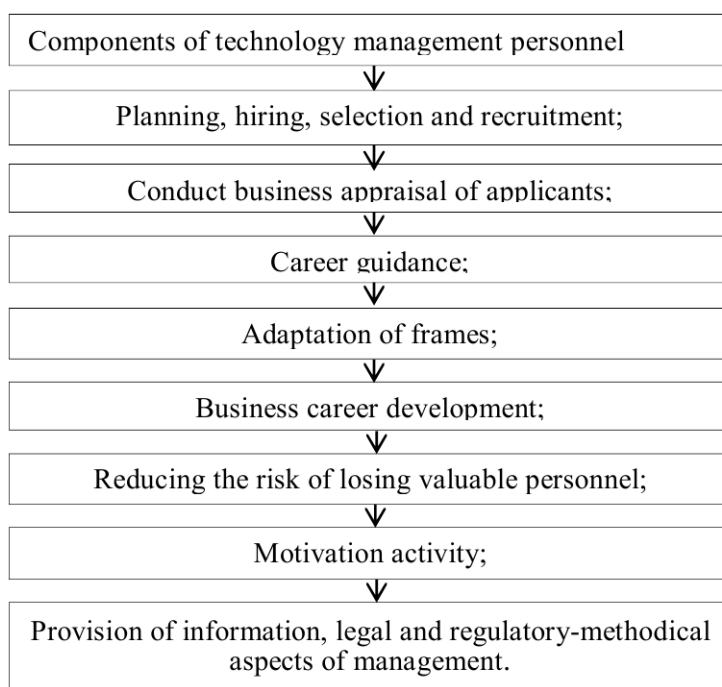 Components of technology management personnel
Planning, hiring, selection and recruitment;
Conduct business appraisal of applicants;
Career guidance;
Adaptation of frames;
Business career development;
Reducing the risk of losing valuable personnel;
Motivation activity;
Provision of information, legal and regulatory-methodical
aspects of management.